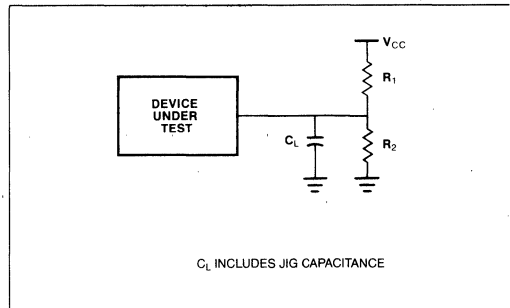 V_CC
R_1
DEVICE
UNDER
TEST
C_L
R_2
C_L INCLUDES JIG CAPACITANCE